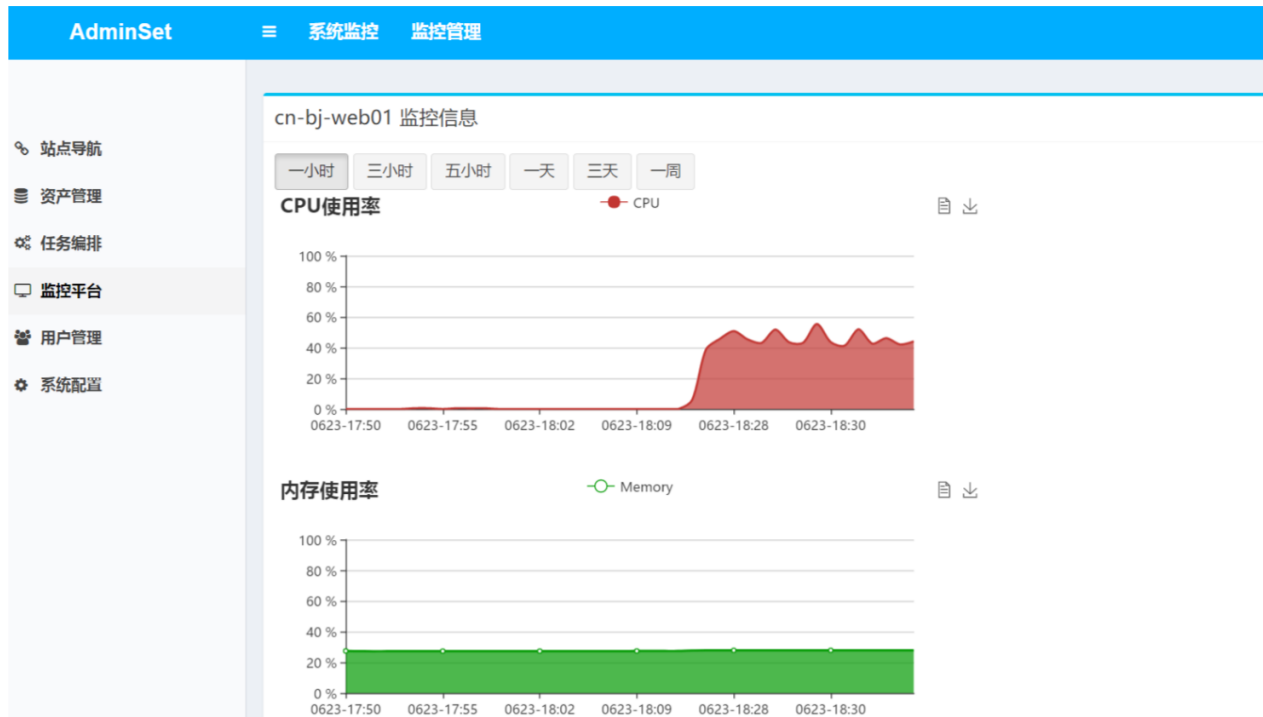 AdminSet 系统监控 监控管理
站点导航
资产管理
任务编排
监控平台
用户管理
系统配置
cn-bj-web01 监控信息
一小时 三小时 五小时 一天 三天 一周
CPU使用率 CPU
100 %
80 %
60 %
40 %
20 %
0 %
0623-17:50 0623-17:55 0623-18:02 0623-18:09 0623-18:28 0623-18:30
内存使用率 Memory
100 %
80 %
60 %
40 %
20 %
0 %
0623-17:50 0623-17:55 0623-18:02 0623-18:09 0623-18:28 0623-18:30